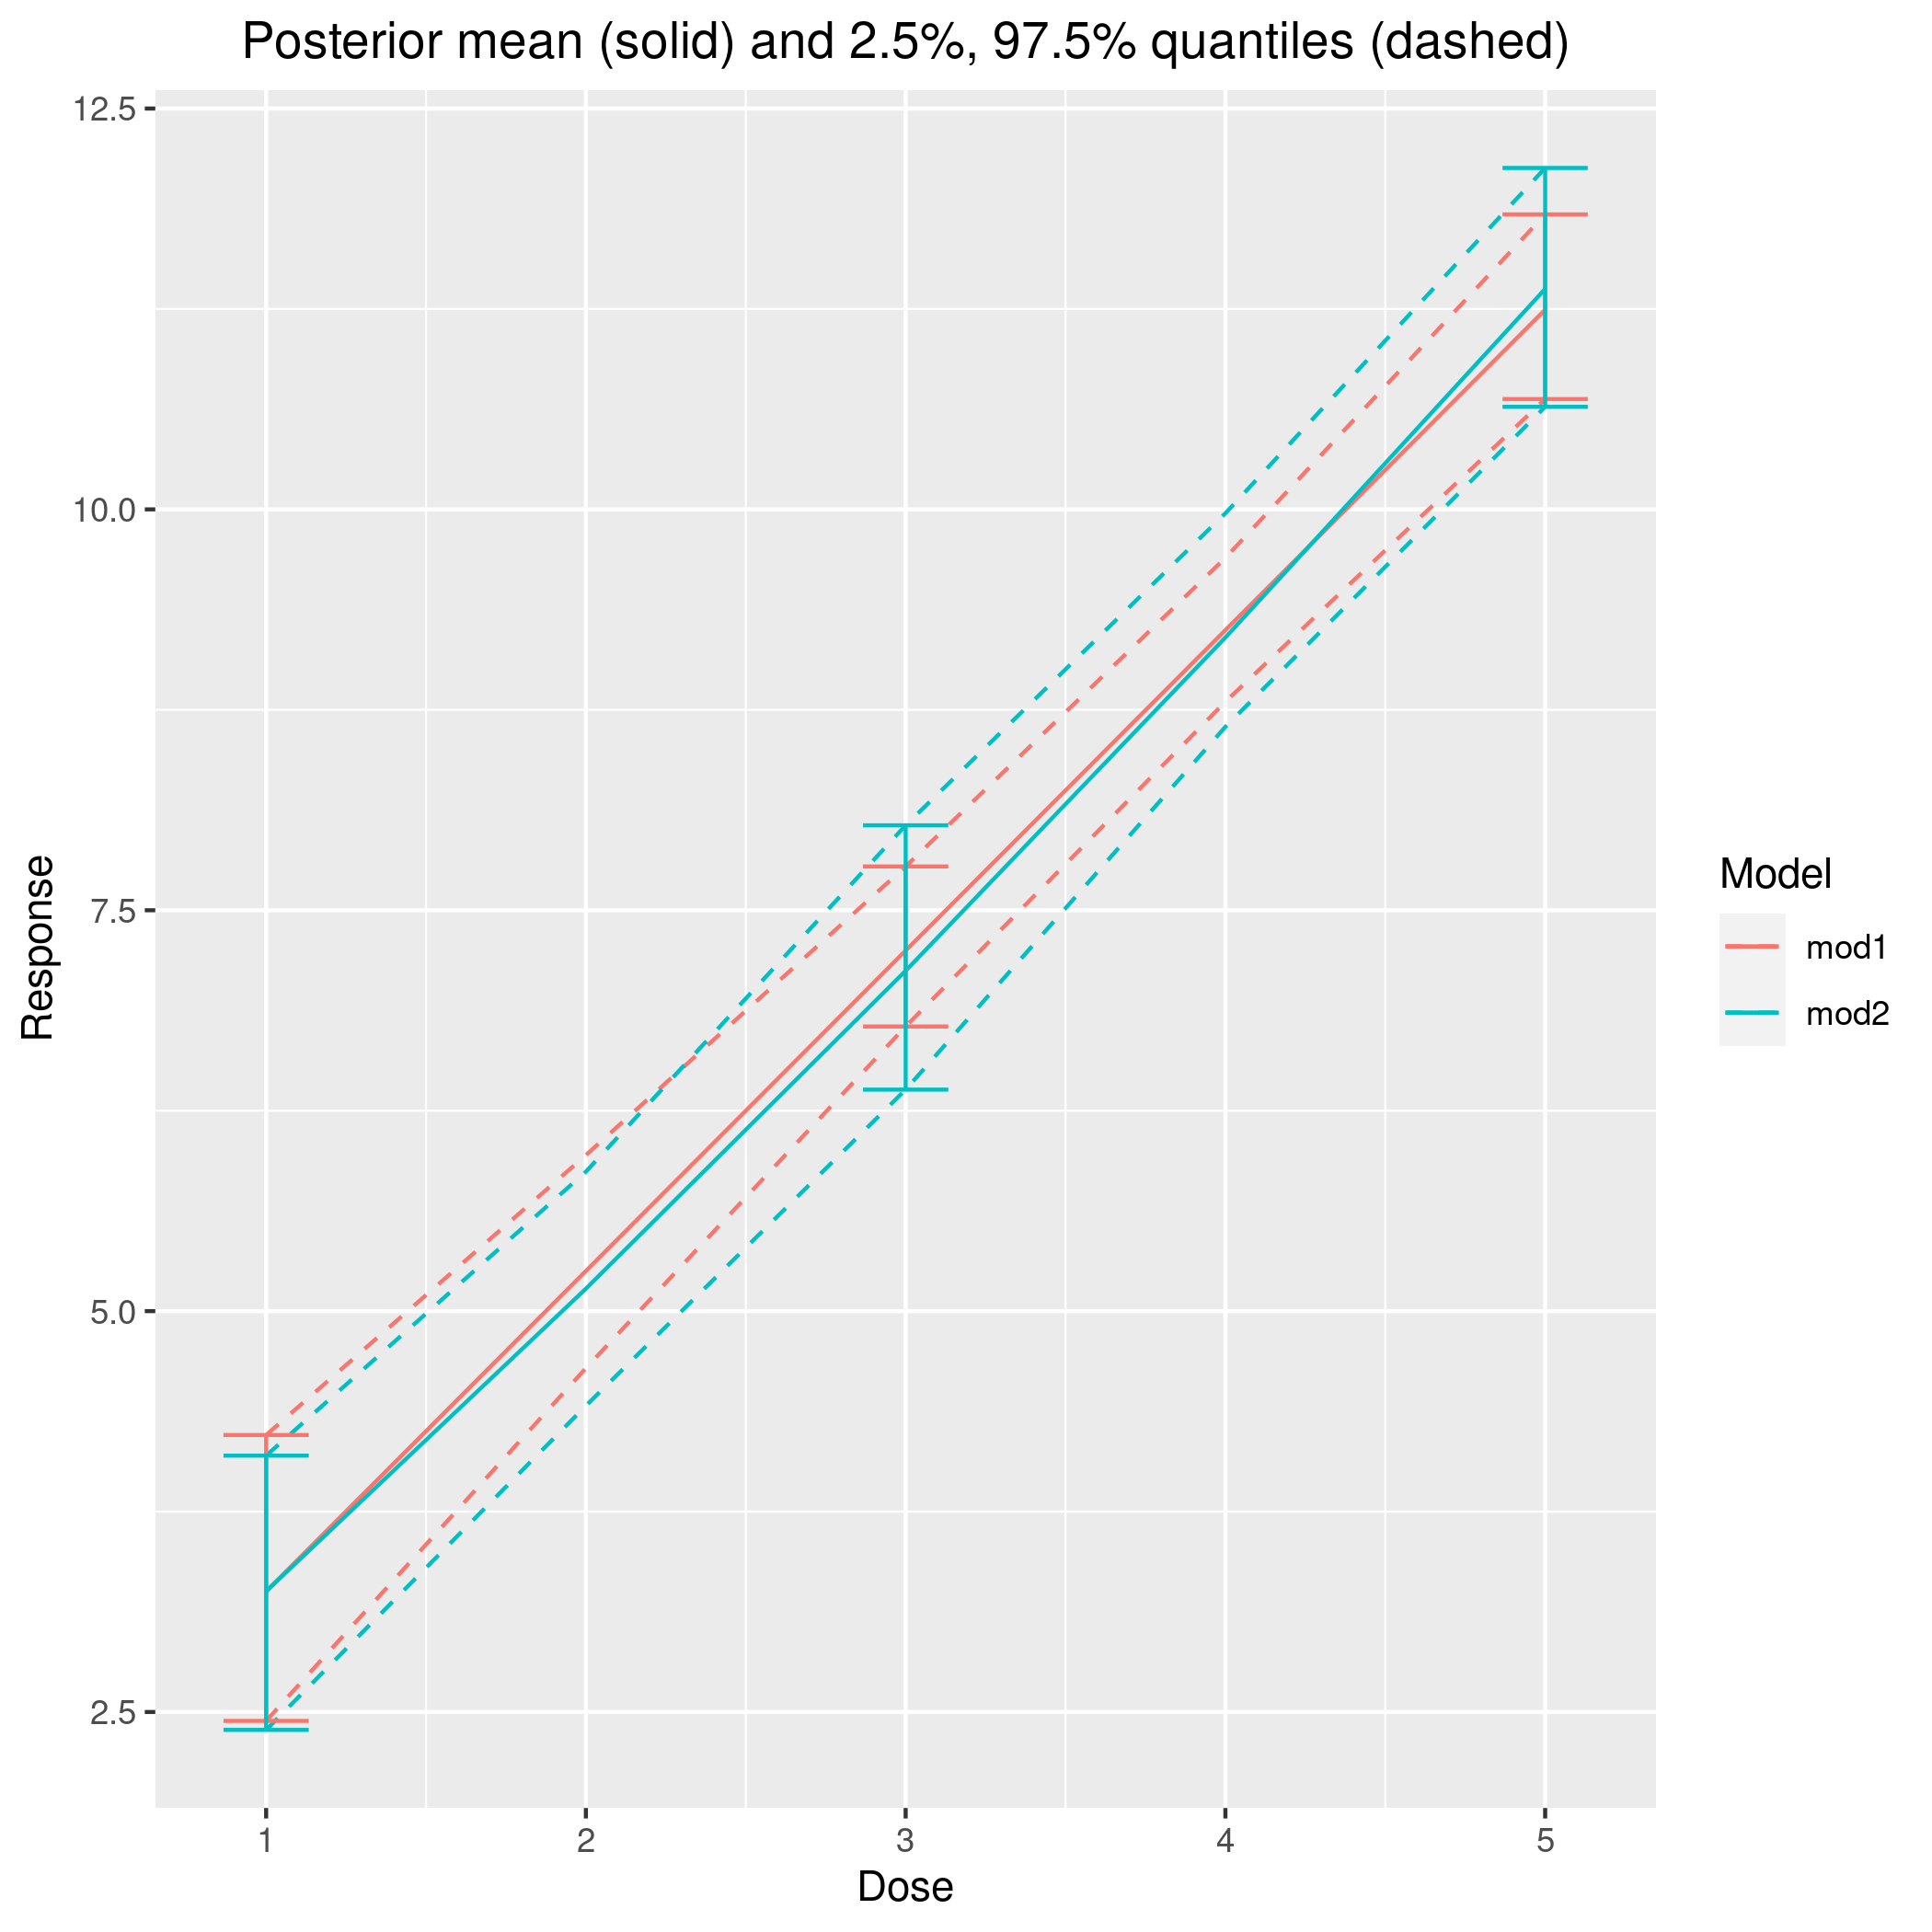 Posterior mean (solid) and 2.5%, 97.5% quantiles (dashed)
12.5
10.0
7.5
5.0
2.5
Response
1 2 3 4 5
Dose
Model
mod1
mod2